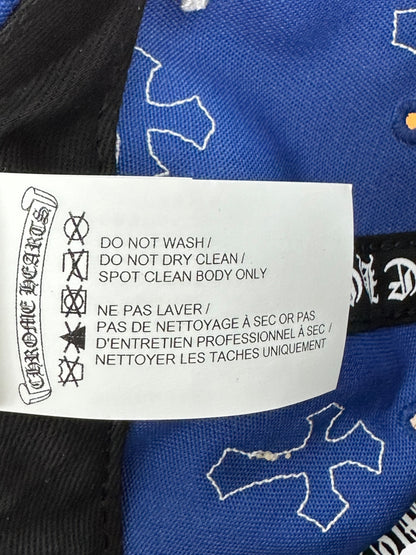 CHROME HEARTS
DO NOT WASH /
DO NOT DRY CLEAN /
SPOT CLEAN BODY ONLY
NE PAS LAVER /
PAS DE NETTOYAGE À SEC OR PAS
D'ENTRETIEN PROFESSIONNEL À SEC /
NETTOYER LES TACHES UNIQUEMENT